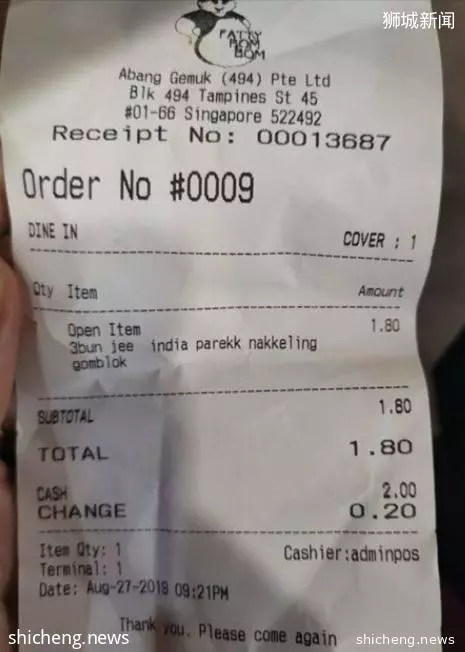 狮城新闻
FATTY
BOM
BOM
Abang Gemuk (494) Pte Ltd
Blk 494 Tampines St 45
#01-66 Singapore 522492
Receipt No: 00013687
Order No #0009
DINE IN
COVER : 1
Qty Item Amount
Open Item 1.80
3bun jee india parekk nakkeling
gomblok
SUBTOTAL 1.80
TOTAL 1.80
CASH 2.00
CHANGE 0.20
Item Qty: 1 Cashier:adminpos
Terminal: 1
Date: Aug-27-2019 09:21PM
Thank you. Please come again
shicheng.news
shicheng.news